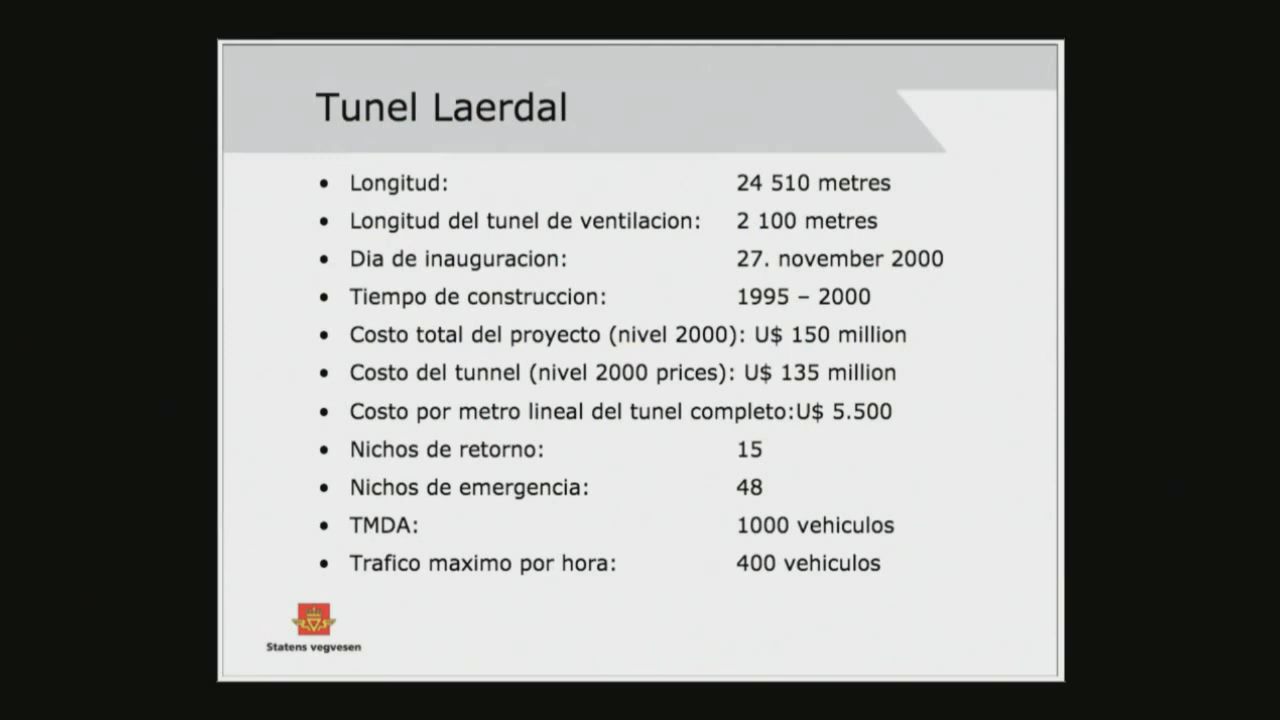 Tunel Laerdal
• Longitud: 24 510 metres
• Longitud del tunel de ventilacion: 2 100 metres
• Dia de inauguracion: 27. november 2000
• Tiempo de construccion: 1995 – 2000
• Costo total del proyecto (nivel 2000): U$ 150 million
• Costo del tunnel (nivel 2000 prices): U$ 135 million
• Costo por metro lineal del tunel completo:U$ 5.500
• Nichos de retorno: 15
• Nichos de emergencia: 48
• TMDA: 1000 vehiculos
• Trafico maximo por hora: 400 vehiculos
Statens vegvesen